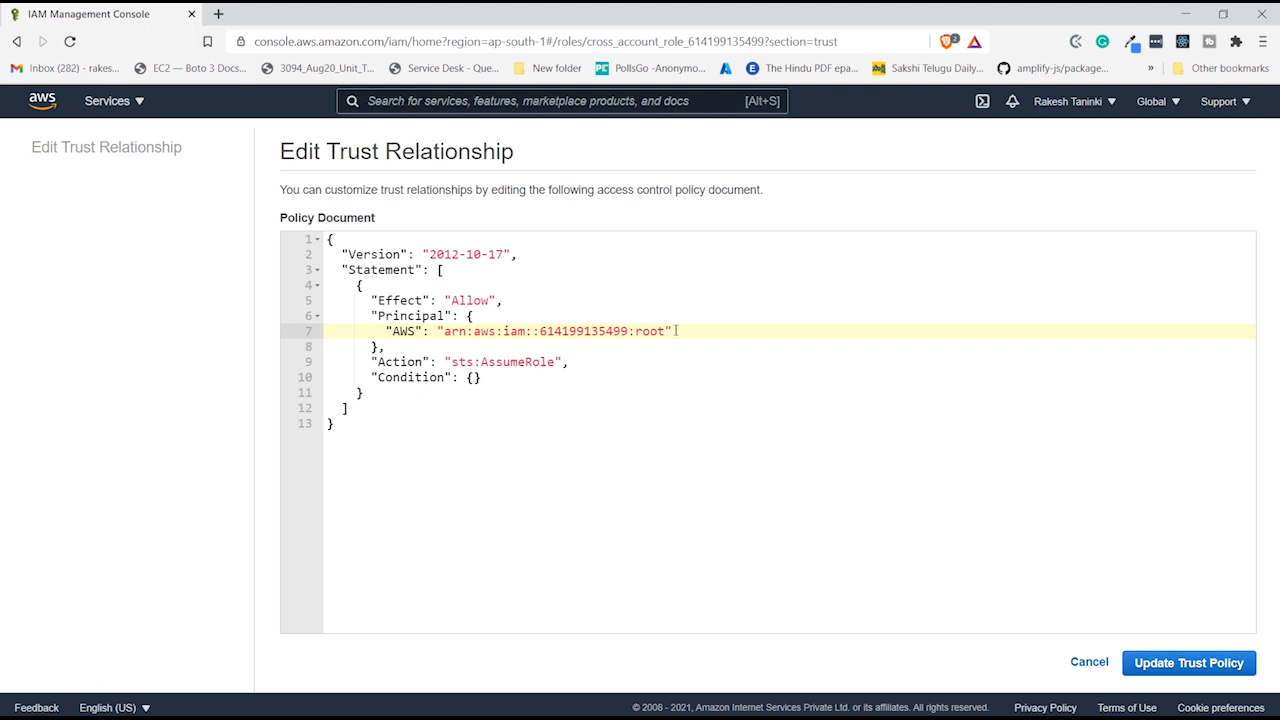 IAM Management Console
console.aws.amazon.com/iam/home?region=ap-south-1#/roles/cross_account_role_614199135499?section=trust
2
Inbox (282) - rakes...
EC2 — Boto 3 Docs...
3094_Aug20_Unit_T...
Service Desk - Que...
New folder
PC PollsGo -Anonymo...
E The Hindu PDF epa...
Sakshi Telugu Daily...
amplify-js/package...
»
Other bookmarks
aws
Services
Search for services, features, marketplace products, and docs
[Alt+S]
Rakesh Taninki
Global
Support
Edit Trust Relationship
Edit Trust Relationship
You can customize trust relationships by editing the following access control policy document.
Policy Document
1 {
2 "Version": "2012-10-17",
3 "Statement": [
4 {
5 "Effect": "Allow",
6 "Principal": {
7 "AWS": "arn:aws:iam::614199135499:root"
8 },
9 "Action": "sts:AssumeRole",
10 "Condition": {}
11 }
12 ]
13 }
Cancel
Update Trust Policy
Feedback
English (US)
© 2008 - 2021, Amazon Internet Services Private Ltd. or its affiliates. All rights reserved.
Privacy Policy
Terms of Use
Cookie preferences